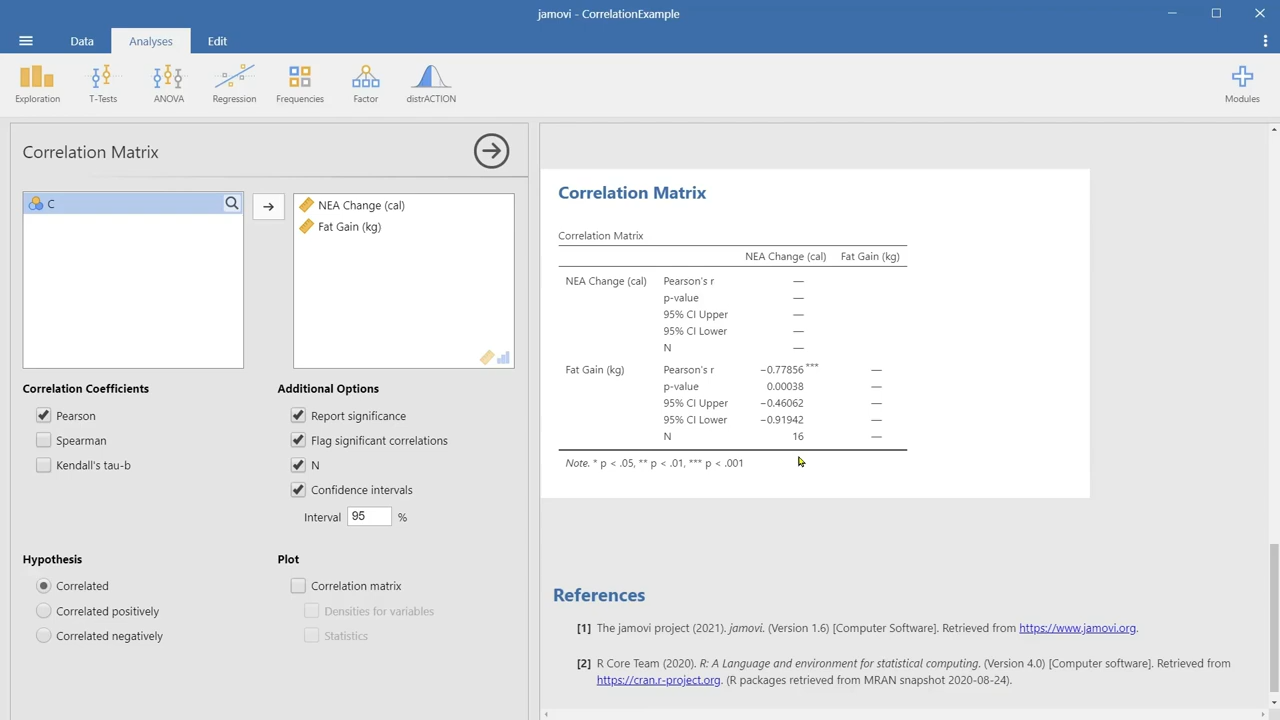 jamovi - CorrelationExample
Data Analyses Edit
Exploration T-Tests ANOVA Regression Frequencies Factor distrACTION Modules
Correlation Matrix
C
NEA Change (cal)
Fat Gain (kg)
Correlation Coefficients
Pearson
Spearman
Kendall's tau-b
Additional Options
Report significance
Flag significant correlations
N
Confidence intervals
Interval 95 %
Hypothesis
Correlated
Correlated positively
Correlated negatively
Plot
Correlation matrix
Densities for variables
Statistics
Correlation Matrix
Correlation Matrix
NEA Change (cal) Fat Gain (kg)
NEA Change (cal) Pearson's r —
p-value —
95% CI Upper —
95% CI Lower —
N —
Fat Gain (kg) Pearson's r −0.77856 *** —
p-value 0.00038 —
95% CI Upper −0.46062 —
95% CI Lower −0.91942 —
N 16 —
Note. * p < .05, ** p < .01, *** p < .001
References
[1] The jamovi project (2021). jamovi. (Version 1.6) [Computer Software]. Retrieved from https://www.jamovi.org.
[2] R Core Team (2020). R: A Language and environment for statistical computing. (Version 4.0) [Computer software]. Retrieved from
https://cran.r-project.org. (R packages retrieved from MRAN snapshot 2020-08-24).